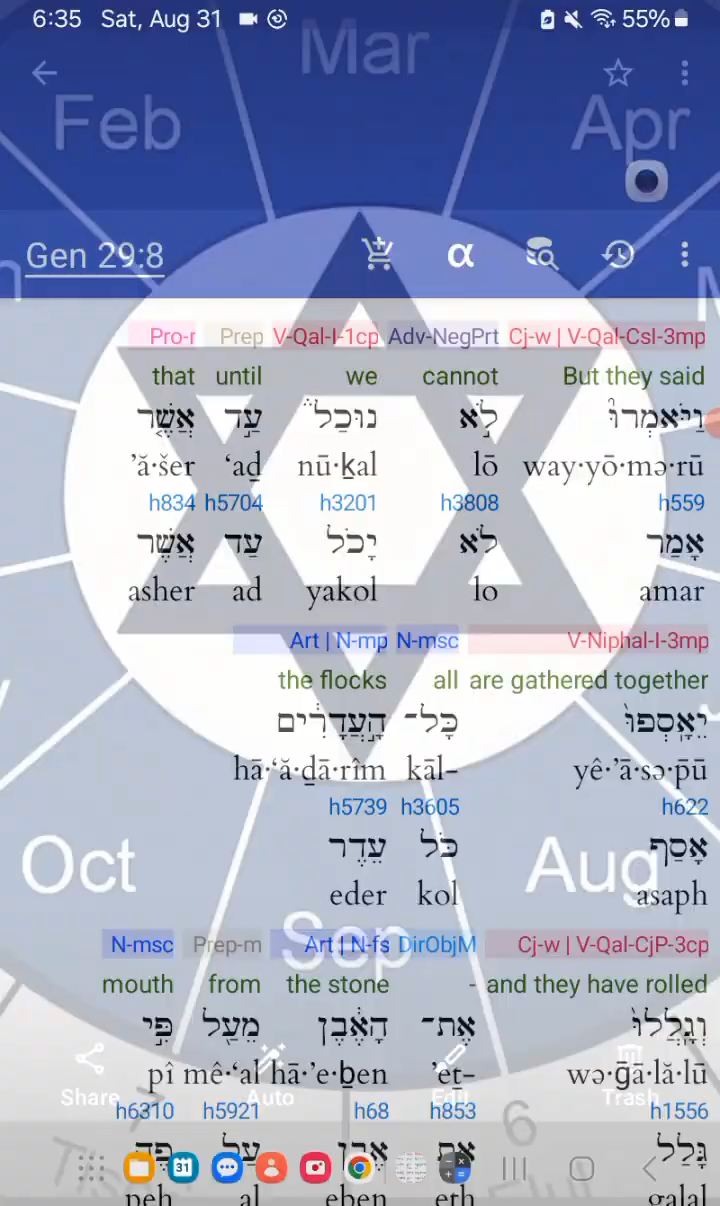 6:35 Sat, Aug 31 55%
Mar
Feb Apr
Gen 29:8 α
Cj-w | V-Qal-CsI-3mp Adv-NegPrt V-Qal-I-1cp Prep Pro-r
But they said cannot we until that
וַיֹּאמְרוּ֮ לֹ֣א נוּכַל֒ עַ֣ד אֲשֶׁ֤ר
way·yō·mə·rū lō nū·ḵal ‘aḏ ’ă·šer
h559 h3808 h3201 h5704 h834
אָמַר לֹא יָכֹל עַד אֲשֶׁר
amar lo yakol ad asher
V-Niphal-I-3mp N-msc Art | N-mp
are gathered together all the flocks
יֵאָֽסְפוּ֙ כָּל־ הָ֣עֲדָרִ֔ים
yê·’ā·sə·pū kāl- hā·‘ă·ḏā·rîm
h622 h3605 h5739
אָסַף כֹּל עֵדֶר
asaph kol eder
Oct Aug
Sep
Cj-w | V-Qal-CjP-3cp DirObjM Art | N-fs Prep-m N-msc
and they have rolled - the stone from mouth
וְגָֽלֲלוּ֙ אֶת־ הָאֶ֔בֶן מֵעַ֖ל פִּ֣י
wə·ḡā·lă·lū ’eṯ- hā·’e·ḇen mê·‘al pî
Share Auto Edit Trash
h1556 h853 h68 h5921 h6310
7 6
גָּלַל אֵת אֶבֶן עַל פֶּה
31
galal eth eben al peh